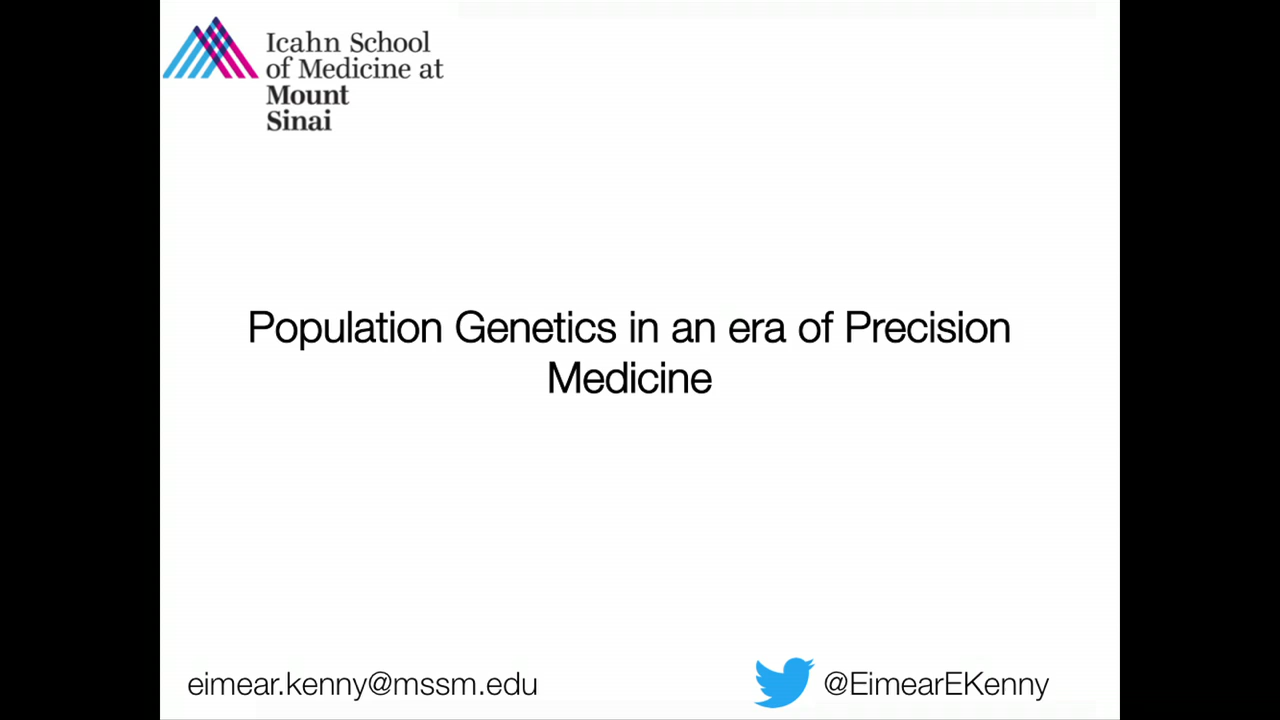 Icahn School
of Medicine at
Mount
Sinai
Population Genetics in an era of Precision
Medicine
eimear.kenny@mssm.edu
@EimearEKenny